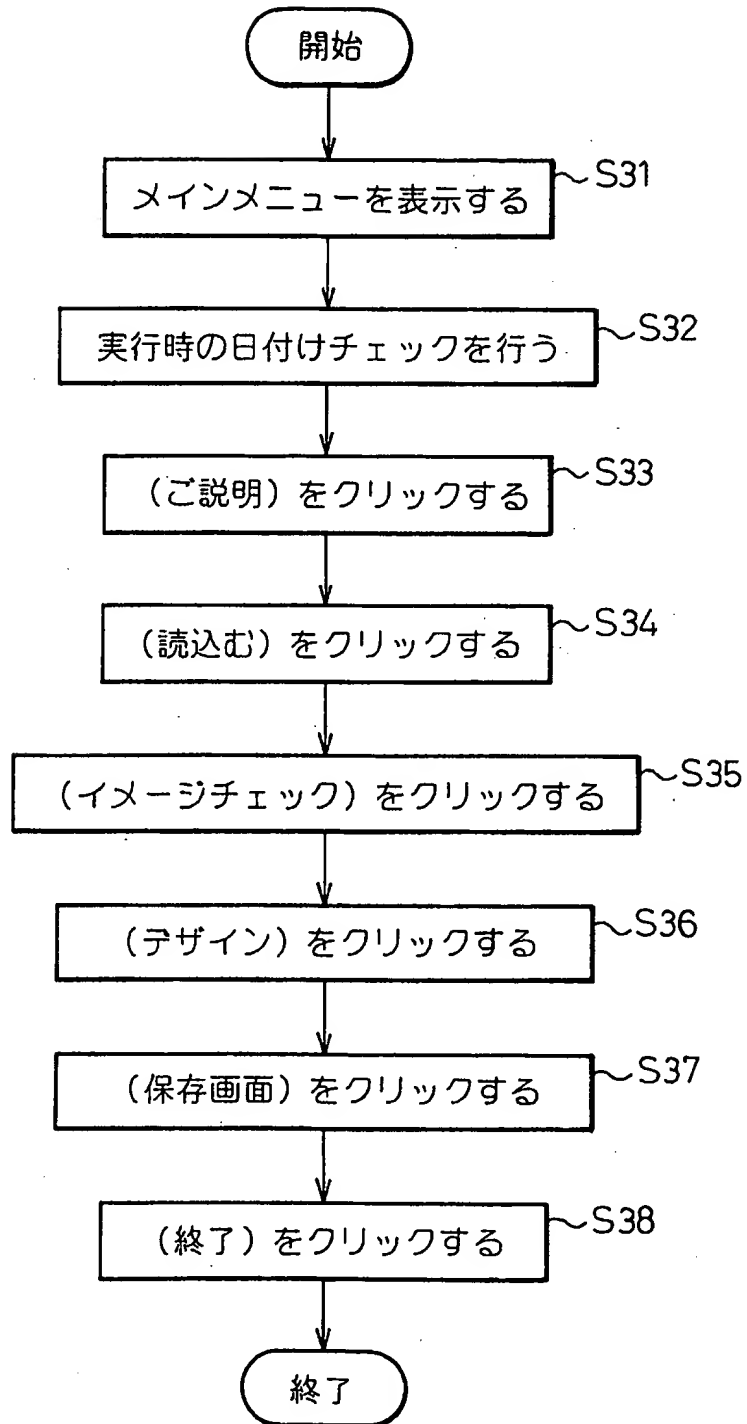 開始
メインメニューを表示する
S31
実行時の日付けチェックを行う
S32
(ご説明)をクリックする
S33
(読込む)をクリックする
S34
(イメージチェック)をクリックする
S35
(デザイン)をクリックする
S36
(保存画面)をクリックする
S37
(終了)をクリックする
S38
終了